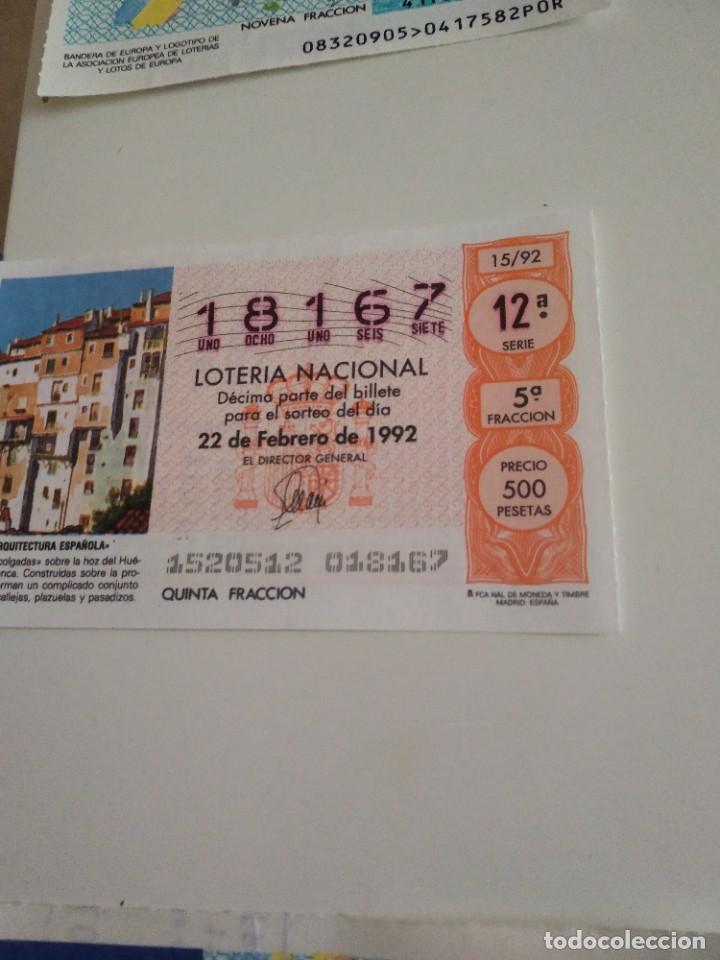 NOVENA FRACCION
08320905>0417582POR
BANDERA DE EUROPA Y LOGOTIPO DE
LA ASOCIACION EUROPEA DE LOTERIAS
Y LOTOS DE EUROPA
15/92
18167
UNO OCHO UNO SEIS SIETE
12ª
SERIE
LOTERIA NACIONAL
Décima parte del billete
para el sorteo del día
22 de Febrero de 1992
EL DIRECTOR GENERAL
5ª
FRACCION
PRECIO
500
PESETAS
RQUITECTURA ESPAÑOLA»
olgadas» sobre la hoz del Hué-
nca. Construidas sobre la pro-
rman un complicado conjunto
allejas, plazuelas y pasadizos.
1520512 018167
QUINTA FRACCION
FCA NAL DE MONEDA Y TIMBRE
MADRID. ESPAÑA
todocoleccion